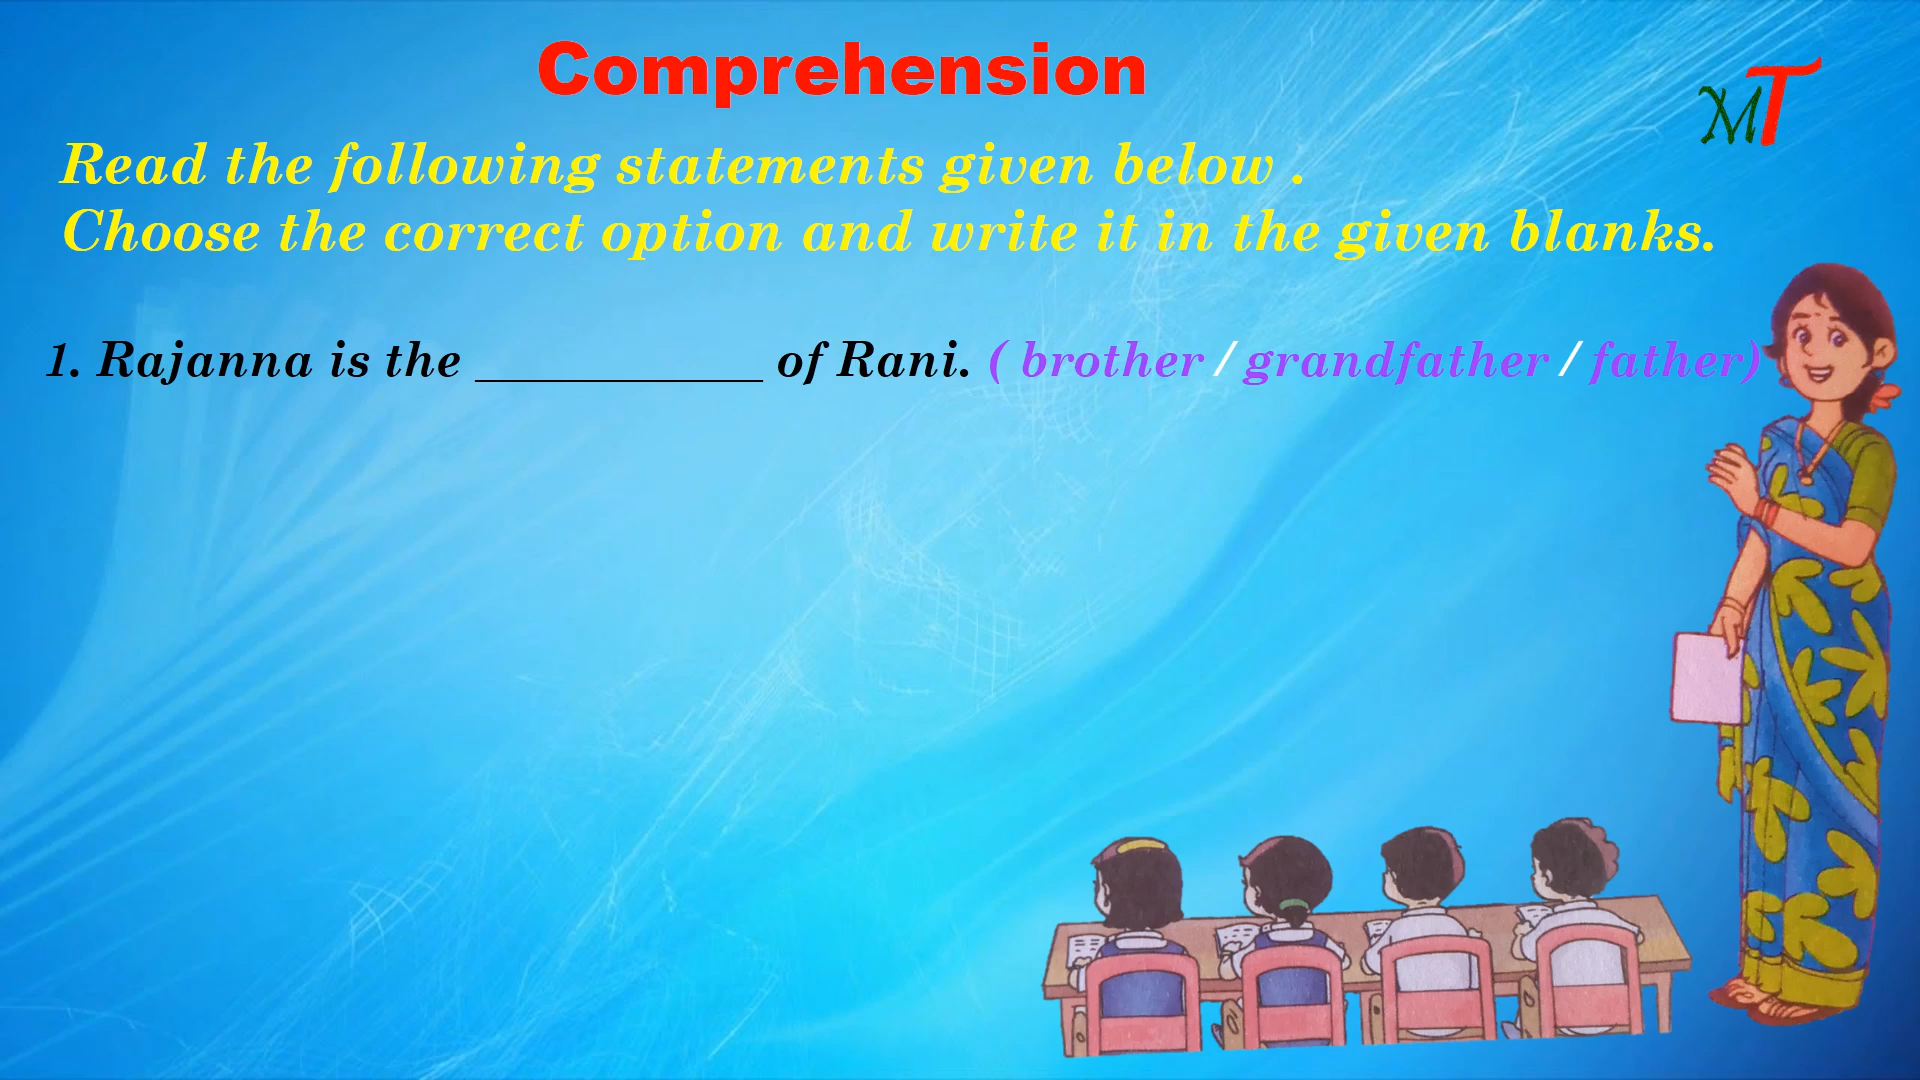 Comprehension
MT
Read the following statements given below .
Choose the correct option and write it in the given blanks.
1. Rajanna is the ___________ of Rani. ( brother / grandfather / father)